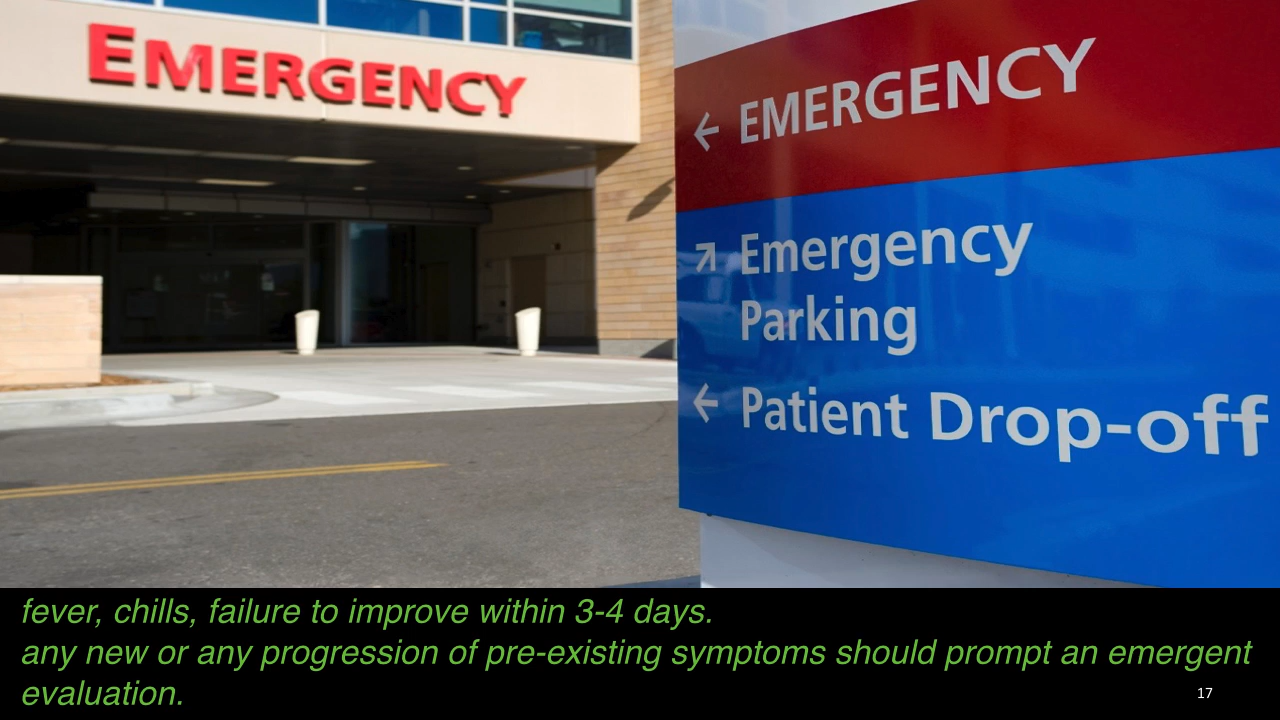 EMERGENCY
← EMERGENCY
↗ Emergency
Parking
← Patient Drop-off
fever, chills, failure to improve within 3-4 days.
any new or any progression of pre-existing symptoms should prompt an emergent
evaluation.
17